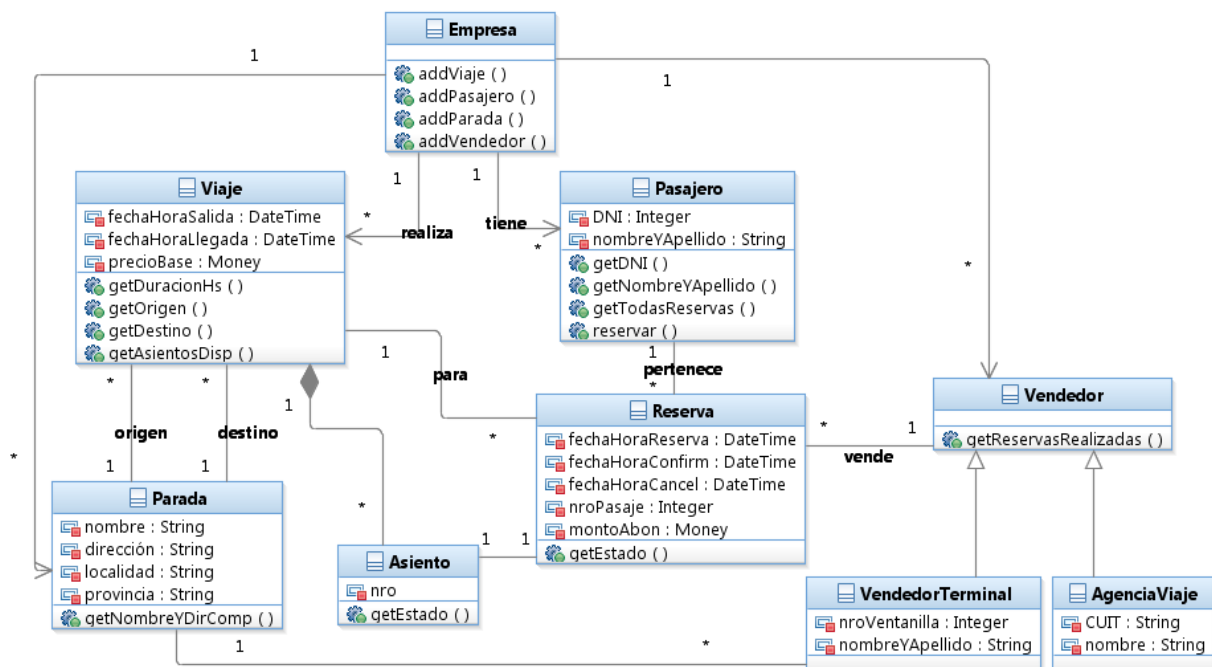 Empresa
addViaje ( )
addPasajero ( )
addParada ( )
addVendedor ( )
1
1
1
1
*
realiza
tiene
*
*
Viaje
fechaHoraSalida : DateTime
fechaHoraLlegada : DateTime
precioBase : Money
getDuracionHs ( )
getOrigen ( )
getDestino ( )
getAsientosDisp ( )
Pasajero
DNI : Integer
nombreYApellido : String
getDNI ( )
getNombreYApellido ( )
getTodasReservas ( )
reservar ( )
1
pertenece
*
1
para
*
*
*
origen
destino
1
1
*
1
*
Reserva
fechaHoraReserva : DateTime
fechaHoraConfirm : DateTime
fechaHoraCancel : DateTime
nroPasaje : Integer
montoAbon : Money
getEstado ( )
*
1
vende
Vendedor
getReservasRealizadas ( )
Parada
nombre : String
dirección : String
localidad : String
provincia : String
getNombreYDirComp ( )
1
1
Asiento
nro
getEstado ( )
1
*
VendedorTerminal
nroVentanilla : Integer
nombreYApellido : String
AgenciaViaje
CUIT : String
nombre : String